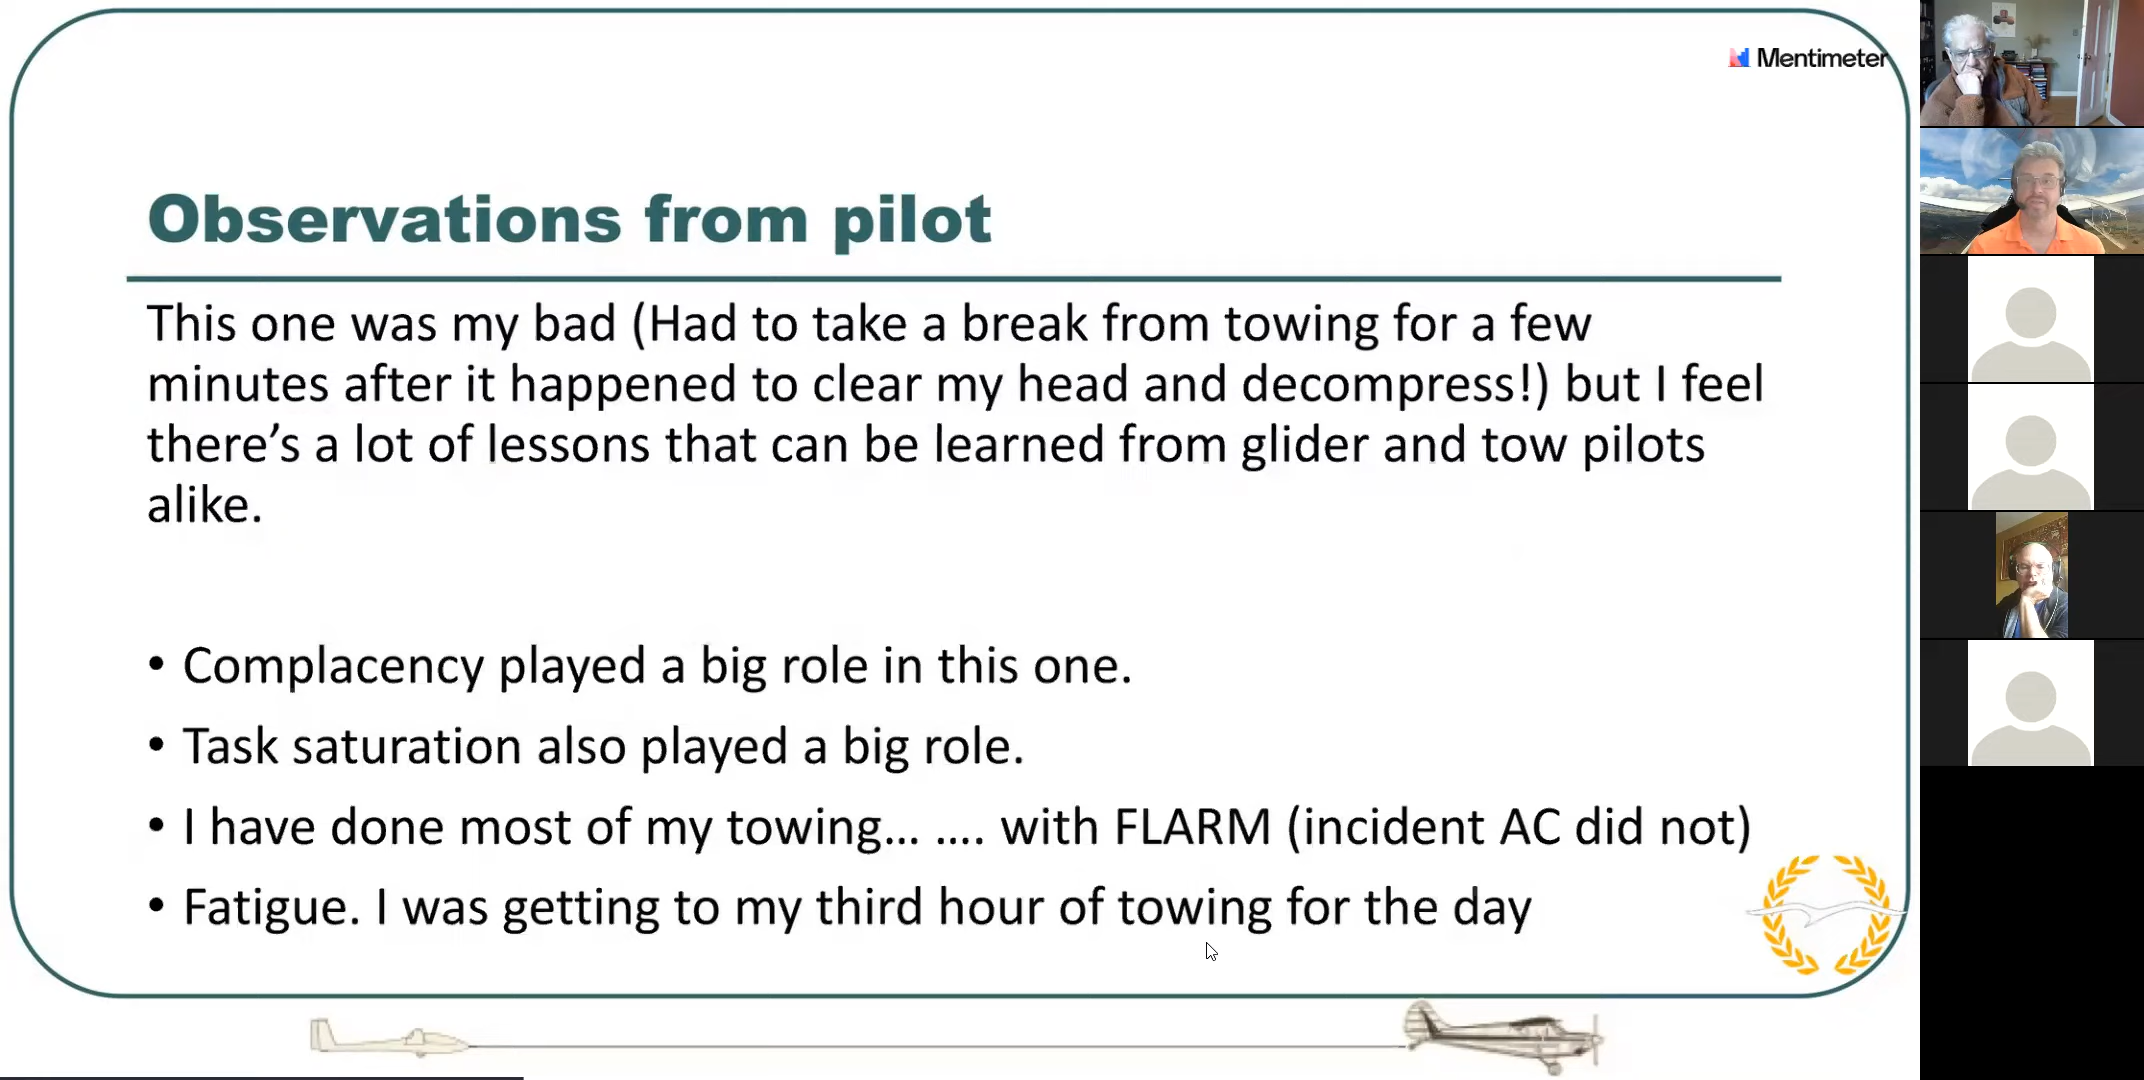 Mentimeter
Observations from pilot
This one was my bad (Had to take a break from towing for a few
minutes after it happened to clear my head and decompress!) but I feel
there’s a lot of lessons that can be learned from glider and tow pilots
alike.
• Complacency played a big role in this one.
• Task saturation also played a big role.
• I have done most of my towing… …. with FLARM (incident AC did not)
• Fatigue. I was getting to my third hour of towing for the day